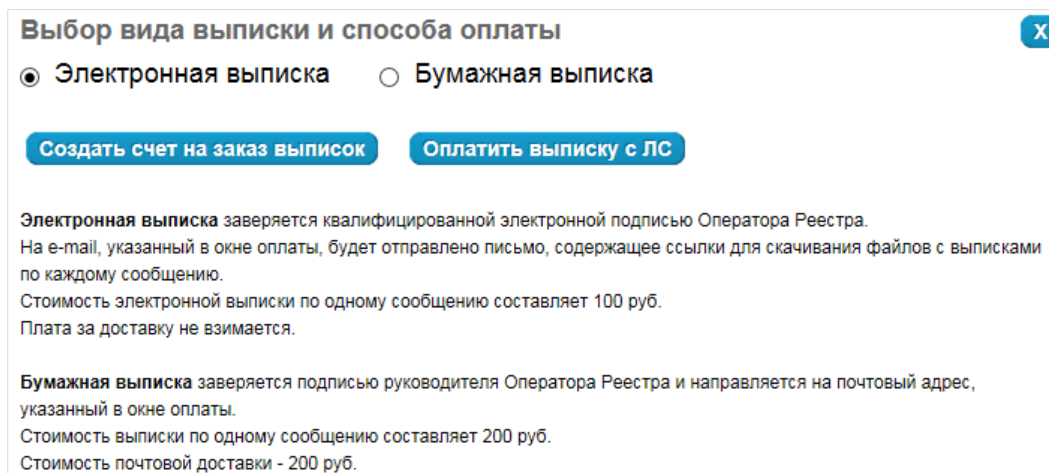 Выбор вида выписки и способа оплаты X
Электронная выписка Бумажная выписка
Создать счет на заказ выписок Оплатить выписку с ЛС
Электронная выписка заверяется квалифицированной электронной подписью Оператора Реестра.
На e-mail, указанный в окне оплаты, будет отправлено письмо, содержащее ссылки для скачивания файлов с выписками
по каждому сообщению.
Стоимость электронной выписки по одному сообщению составляет 100 руб.
Плата за доставку не взимается.
Бумажная выписка заверяется подписью руководителя Оператора Реестра и направляется на почтовый адрес,
указанный в окне оплаты.
Стоимость выписки по одному сообщению составляет 200 руб.
Стоимость почтовой доставки - 200 руб.